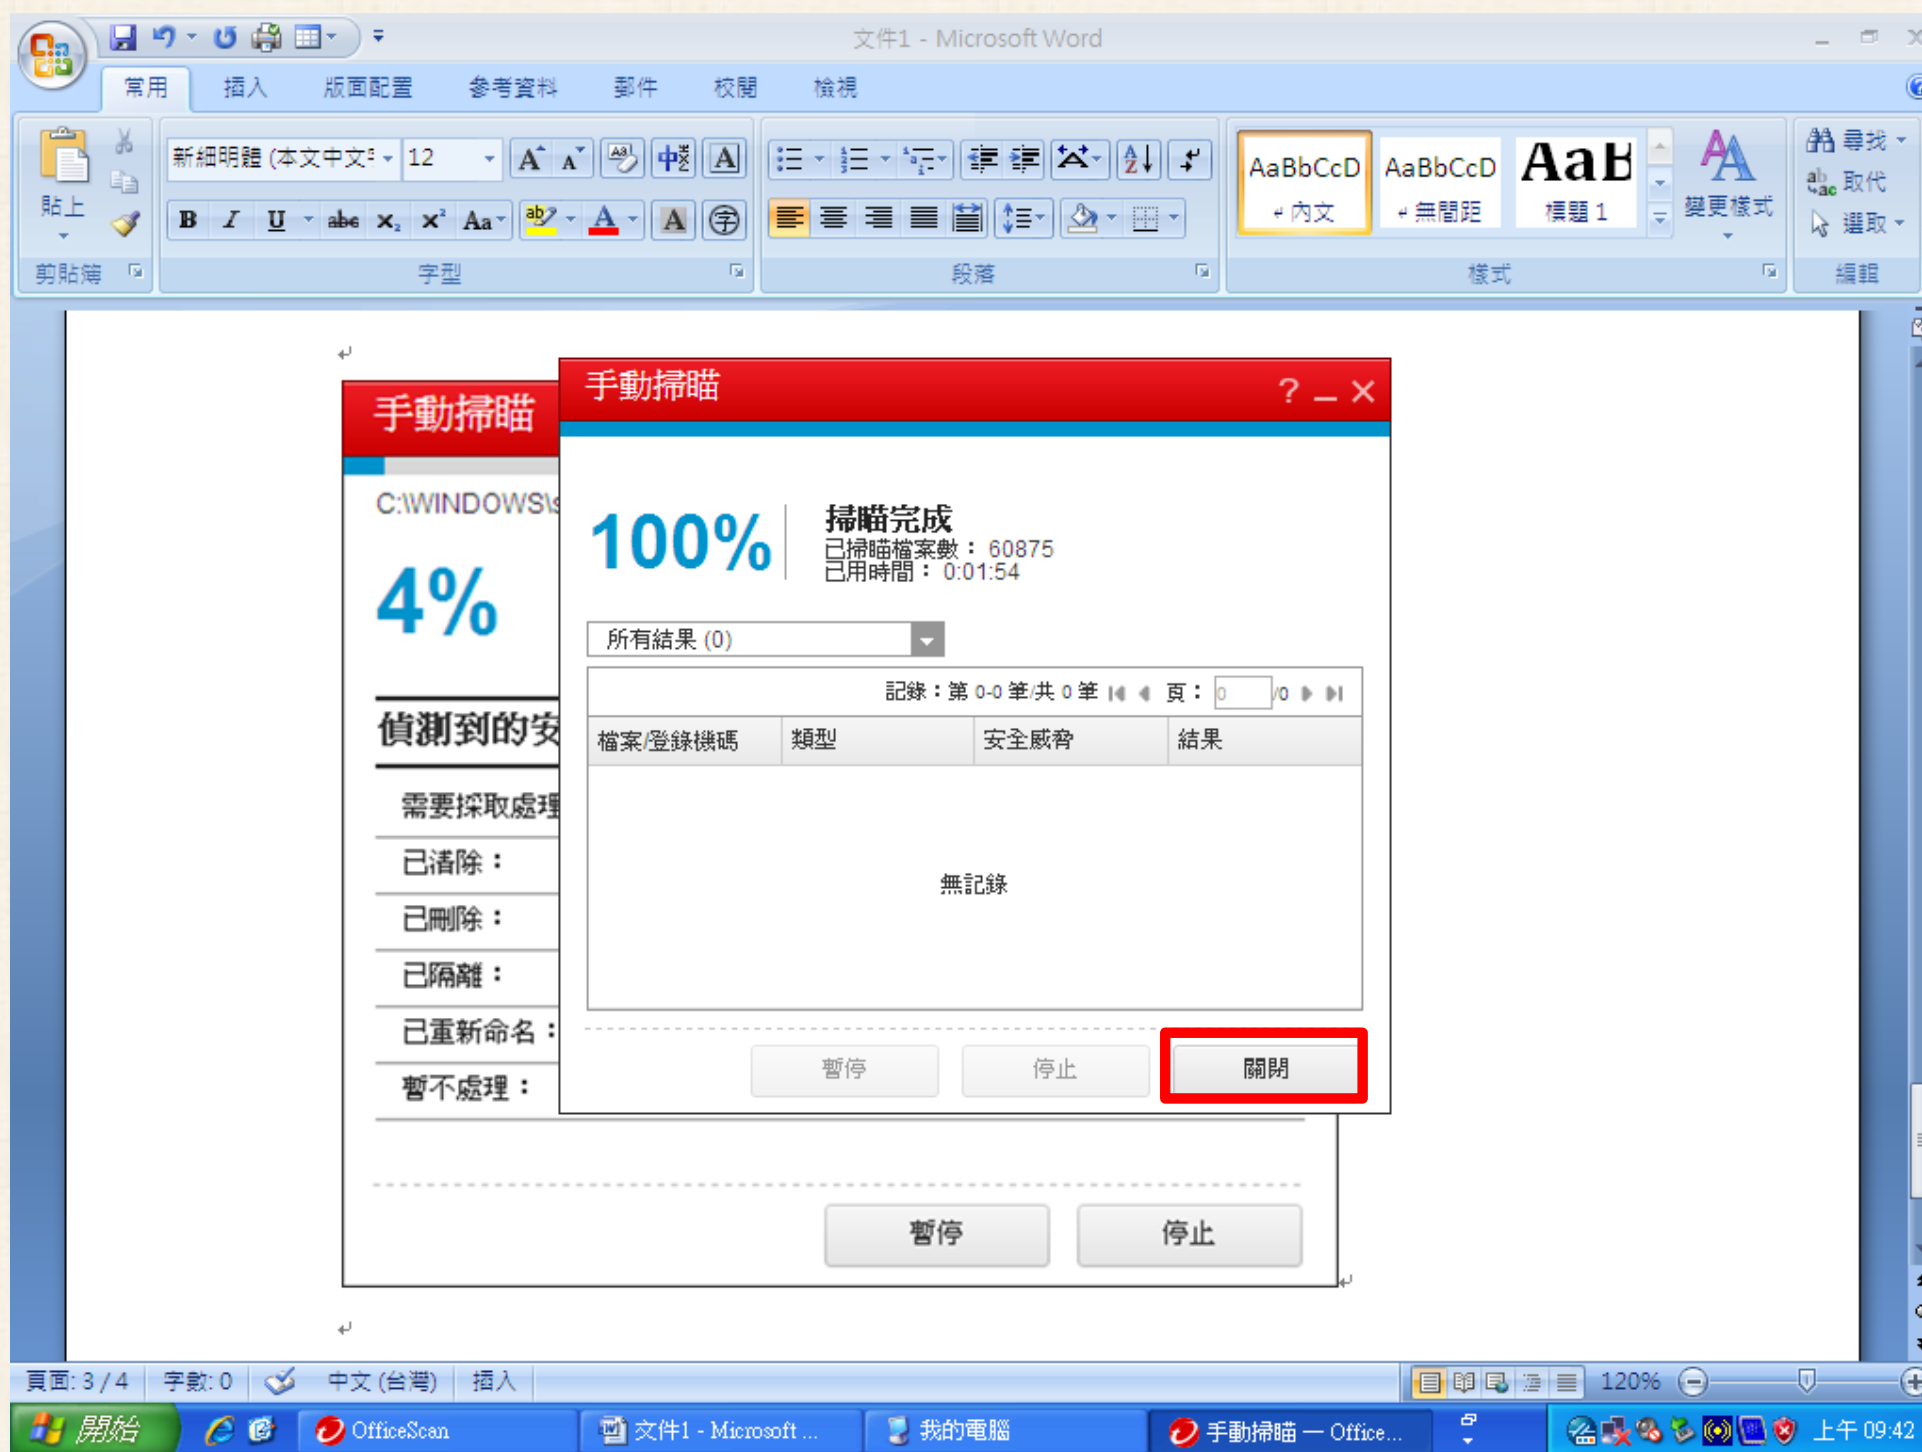 文件1 - Microsoft Word
常用 插入 版面配置 參考資料 郵件 校閱 檢視
貼上
新細明體 (本文中文 12
AaBbCcD AaBbCcD AaB
內文 無間距 標題 1
變更樣式
尋找
取代
選取
剪貼簿 字型 段落 樣式 編輯
手動掃瞄
C:\WINDOWS\s
4%
偵測到的安
需要採取處理
已清除：
已刪除：
已隔離：
已重新命名：
暫不處理：
暫停 停止
手動掃瞄
100%
掃瞄完成
已掃瞄檔案數： 60875
已用時間： 0:01:54
所有結果 (0)
記錄：第 0-0 筆/共 0 筆 頁： 0 /0
檔案/登錄機碼 類型 安全威脅 結果
無記錄
暫停 停止 關閉
頁面: 3 / 4 字數: 0 中文 (台灣) 插入 120%
開始 OfficeScan 文件1 - Microsoft ... 我的電腦 手動掃瞄 — Office... 上午 09:42